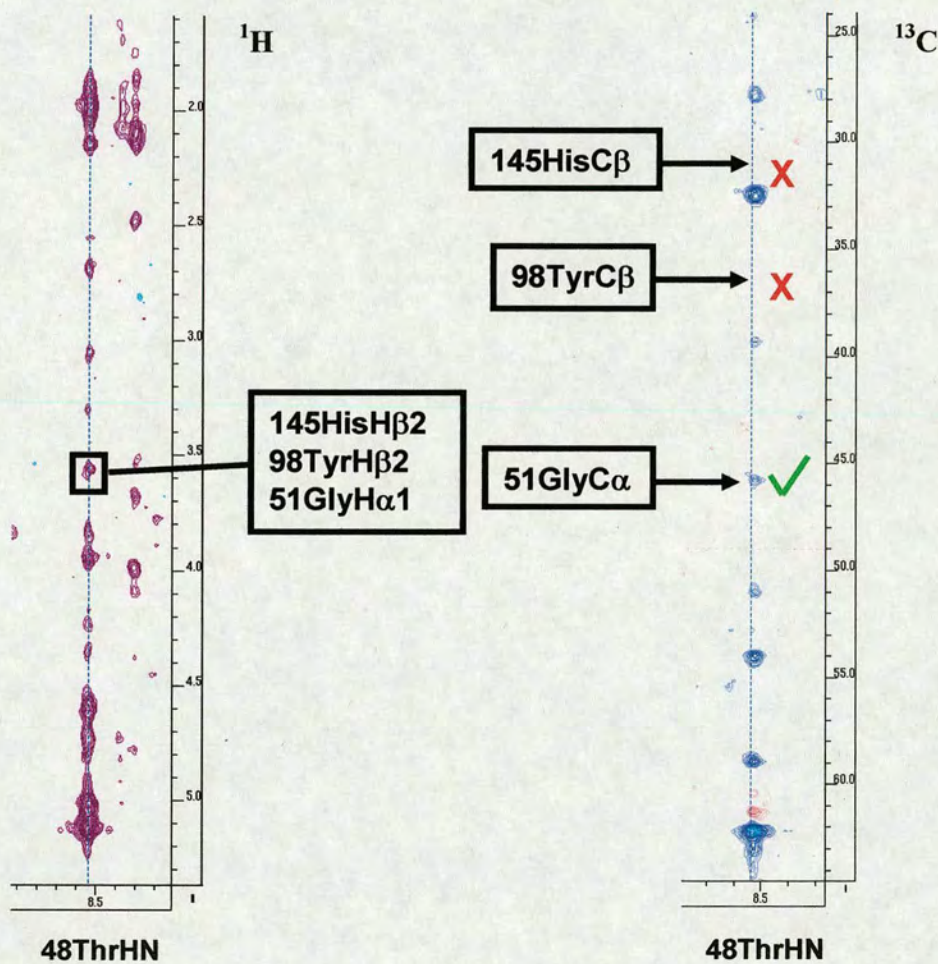 ¹H
2.0
2.5
3.0
3.5
4.0
4.5
5.0
8.5
48ThrHN
145HisHβ2
98TyrHβ2
51GlyHα1
¹³C
25.0
30.0
35.0
40.0
45.0
50.0
55.0
60.0
8.5
48ThrHN
145HisCβ
X
98TyrCβ
X
51GlyCα